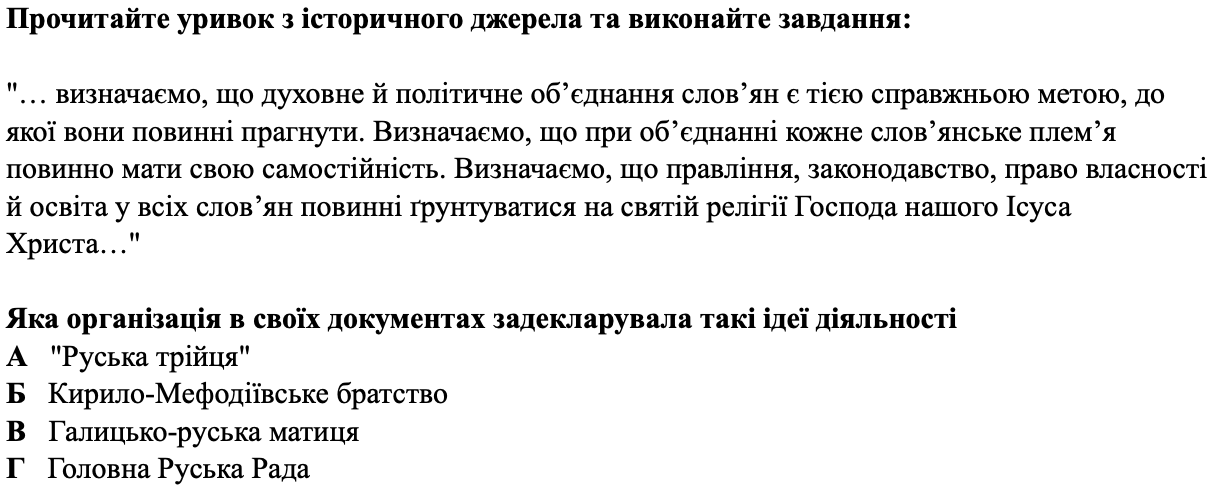 Прочитайте уривок з історичного джерела та виконайте завдання:
"… визначаємо, що духовне й політичне об’єднання слов’ян є тією справжньою метою, до
якої вони повинні прагнути. Визначаємо, що при об’єднанні кожне слов’янське плем’я
повинно мати свою самостійність. Визначаємо, що правління, законодавство, право власності
й освіта у всіх слов’ян повинні ґрунтуватися на святій релігії Господа нашого Ісуса
Христа…"
Яка організація в своїх документах задекларувала такі ідеї діяльності
А "Руська трійця"
Б Кирило-Мефодіївське братство
В Галицько-руська матиця
Г Головна Руська Рада